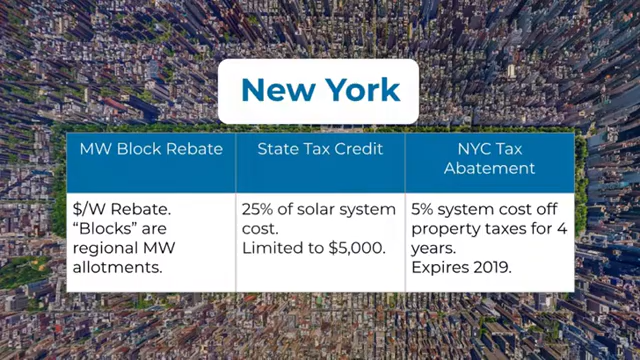 New York
MW Block Rebate
State Tax Credit
NYC Tax
Abatement
$/W Rebate.
“Blocks” are
regional MW
allotments.
25% of solar system
cost.
Limited to $5,000.
5% system cost off
property taxes for 4
years.
Expires 2019.